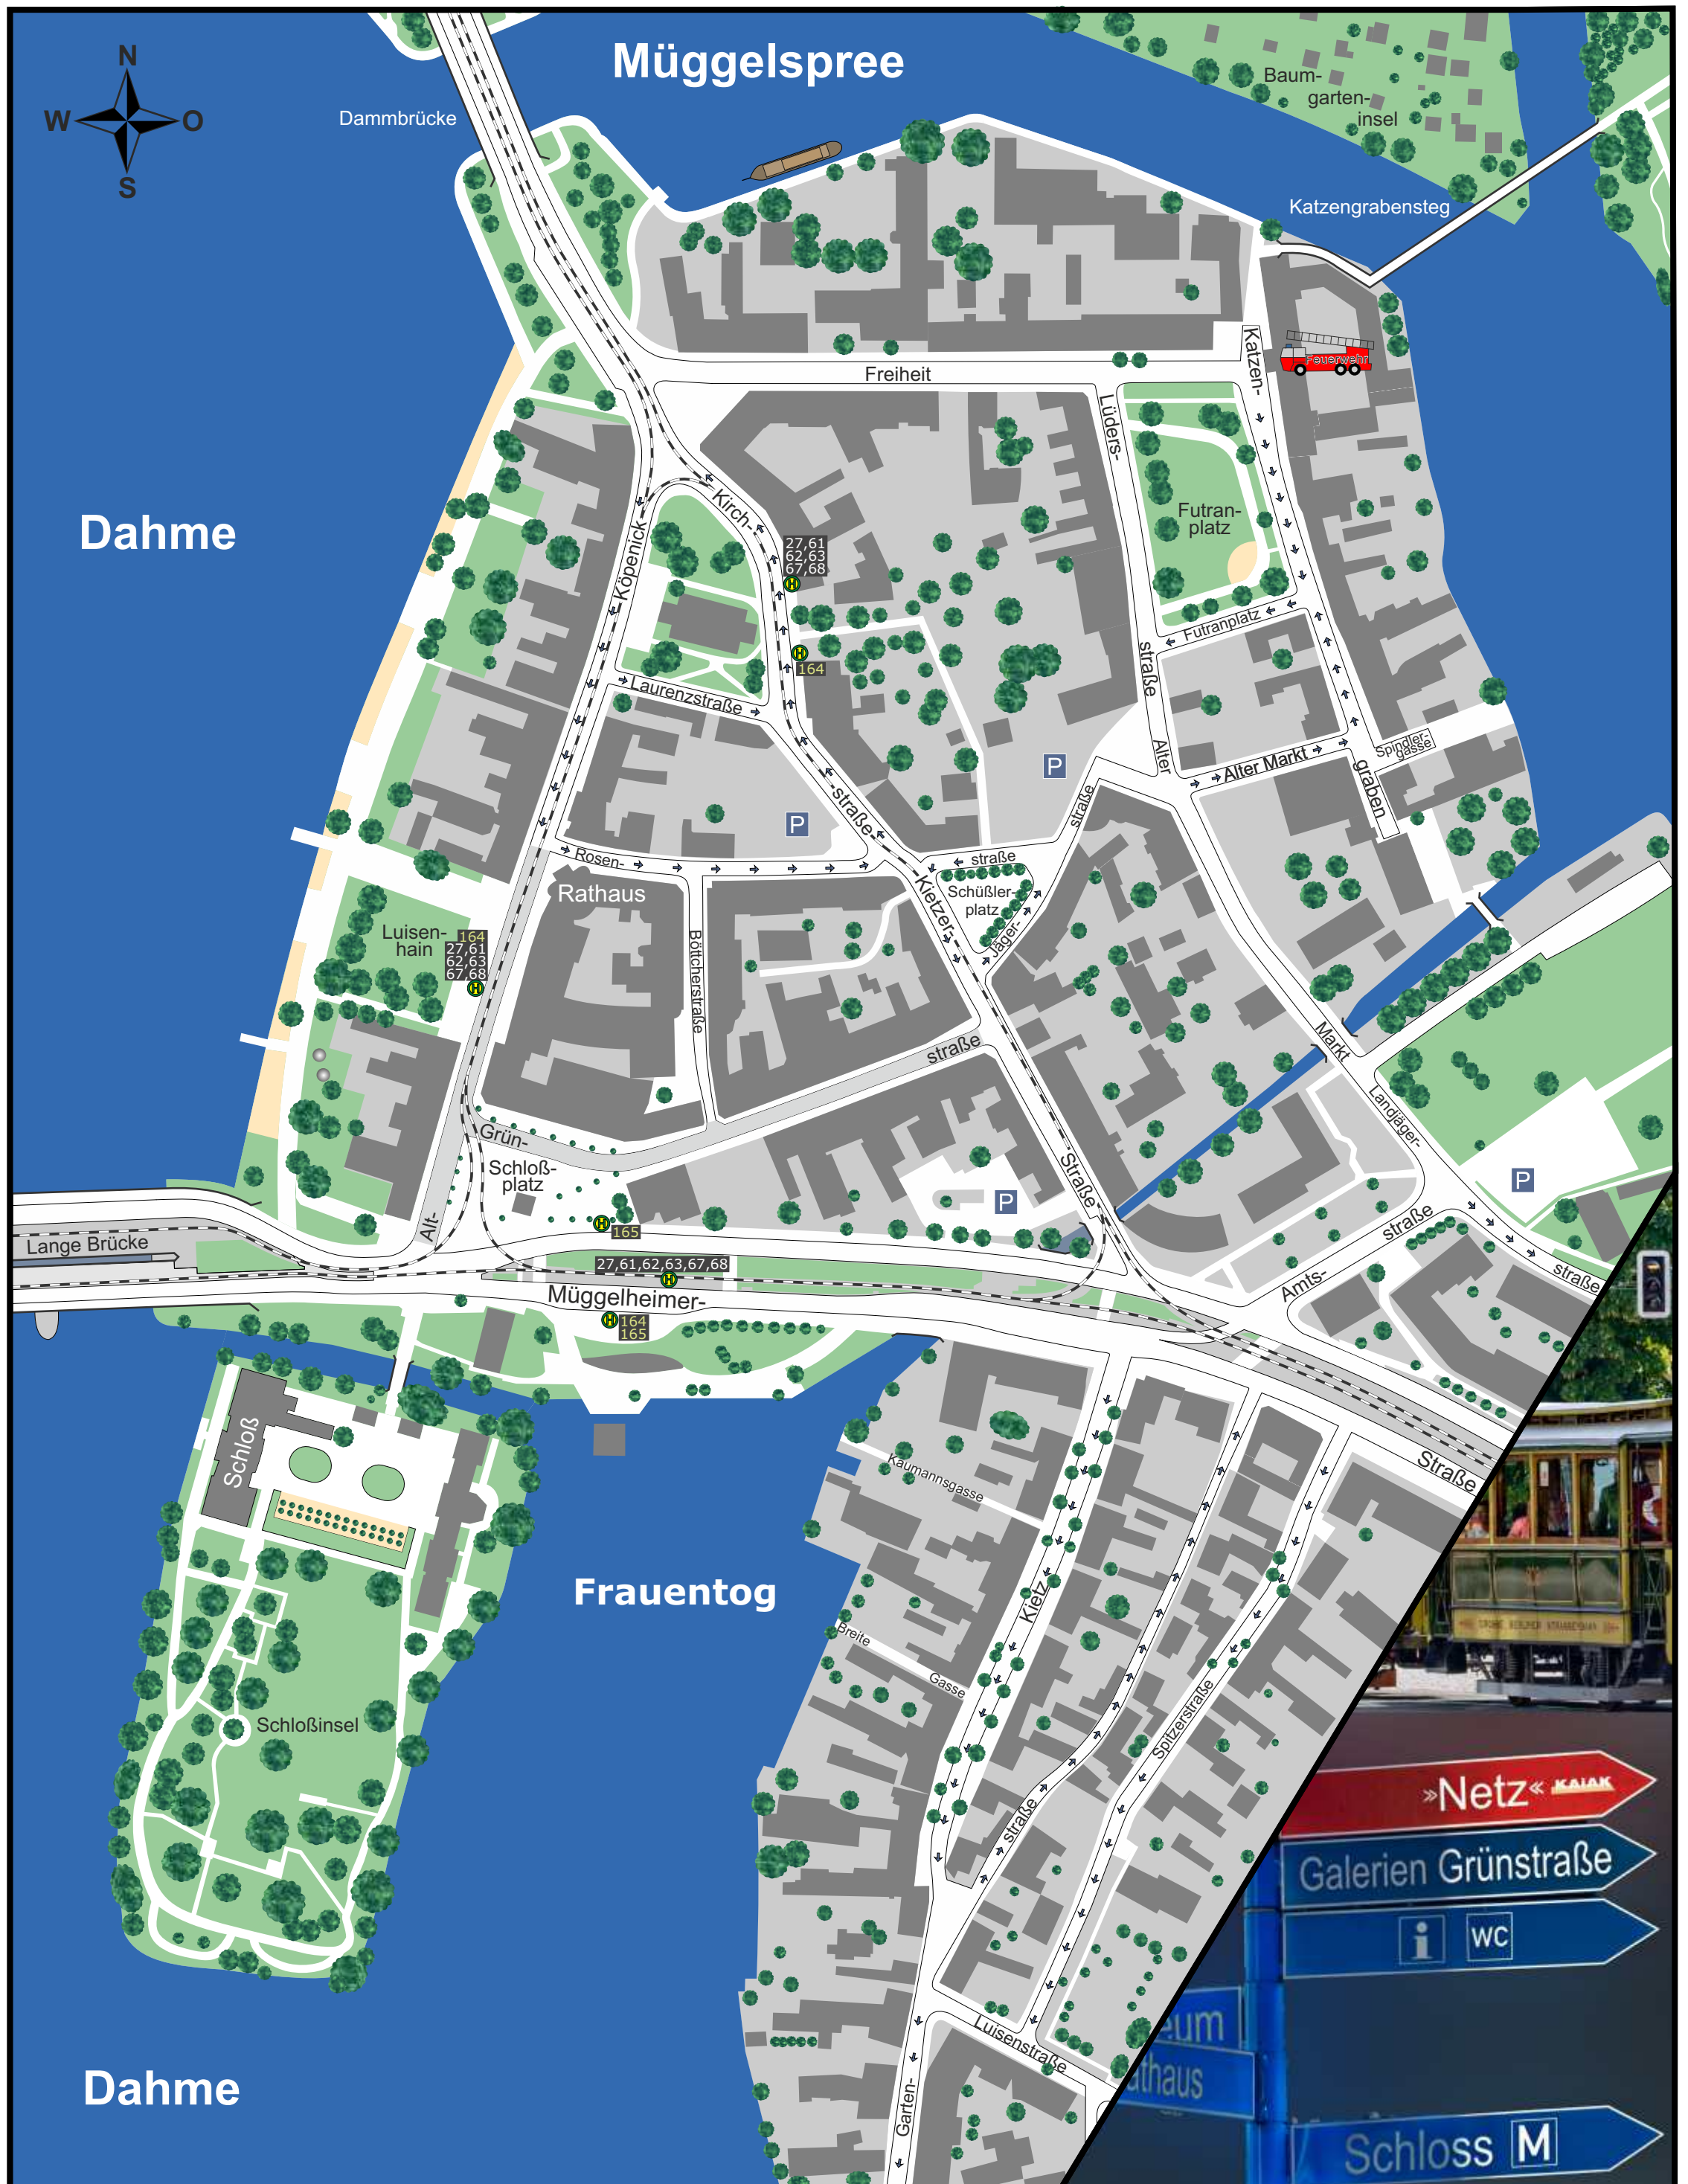 Müggelspree
N
W
O
S
Dammbrücke
Baum-
garten-
insel
Katzengrabensteg
Feuerwehr
Freiheit
Katzen-
Lüders-
Dahme
Kirch-
Futran-
platz
27,61
62,63
67,68
Köpenick
Futranplatz
164
Laurenzstraße
straße
Alter
Spindler-
gasse
Alter Markt
P
graben
straße
straße
P
Rosen-
straße
Rathaus
Kietzer-
Schüßler-
platz
Jäger-
Luisen-
hain
164
27,61
62,63
67,68
Böttcherstraße
straße
Markt
Landjäger-
Grün-
Schloß-
platz
Straße
P
P
Alt-
165
straße
Lange Brücke
27,61,62,63,67,68
Müggelheimer-
164
165
Amts-
straße
Schloß
Kaumannsgasse
Straße
Frauentog
Kietz
Breite
Gasse
Spitzerstraße
Schloßinsel
straße
»Netz« KAIAK
Galerien Grünstraße
i WC
Luisenstraße
eum
athaus
Dahme
Garten-
Schloss M